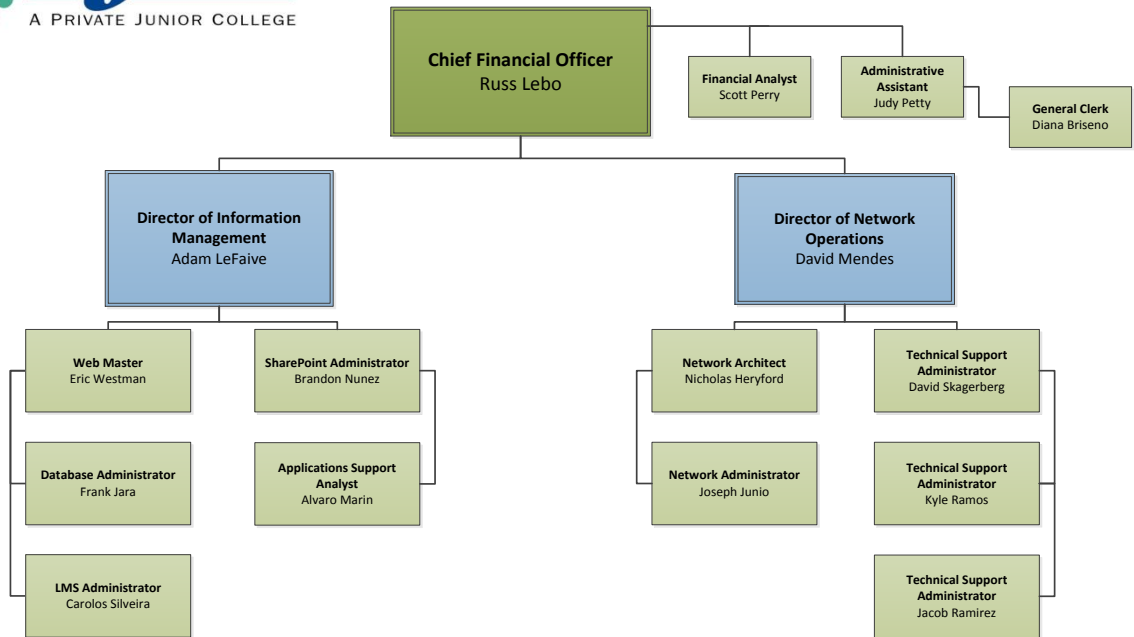 A PRIVATE JUNIOR COLLEGE
Chief Financial Officer
Russ Lebo
Financial Analyst
Scott Perry
Administrative
Assistant
Judy Petty
General Clerk
Diana Briseno
Director of Information
Management
Adam LeFaive
Director of Network
Operations
David Mendes
Web Master
Eric Westman
SharePoint Administrator
Brandon Nunez
Network Architect
Nicholas Heryford
Technical Support
Administrator
David Skagerberg
Database Administrator
Frank Jara
Applications Support
Analyst
Alvaro Marin
Network Administrator
Joseph Junio
Technical Support
Administrator
Kyle Ramos
LMS Administrator
Carolos Silveira
Technical Support
Administrator
Jacob Ramirez